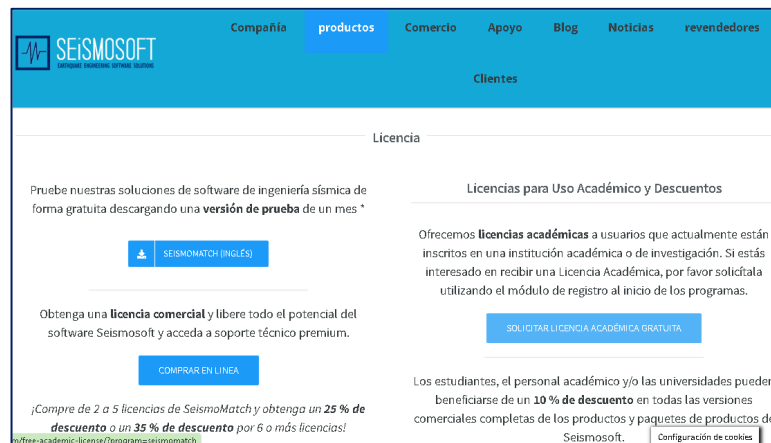 Compañía productos Comercio Apoyo Blog Noticias revendedores
SEiSMOSOFT
EARTHQUAKE ENGINEERING SOFTWARE SOLUTIONS
Clientes
Licencia
Pruebe nuestras soluciones de software de ingeniería sísmica de
forma gratuita descargando una versión de prueba de un mes *
SEISMOMATCH (INGLÉS)
Obtenga una licencia comercial y libere todo el potencial del
software Seismosoft y acceda a soporte técnico premium.
COMPRAR EN LINEA
¡Compre de 2 a 5 licencias de SeismoMatch y obtenga un 25 % de
descuento o un 35 % de descuento por 6 o más licencias!
m/free-academic-license/?program=seismomatch
Licencias para Uso Académico y Descuentos
Ofrecemos licencias académicas a usuarios que actualmente están
inscritos en una institución académica o de investigación. Si estás
interesado en recibir una Licencia Académica, por favor solicítala
utilizando el módulo de registro al inicio de los programas.
SOLICITAR LICENCIA ACADÉMICA GRATUITA
Los estudiantes, el personal académico y/o las universidades pueden
beneficiarse de un 10 % de descuento en todas las versiones
comerciales completas de los productos y paquetes de productos de
Seismosoft.
Configuración de cookies